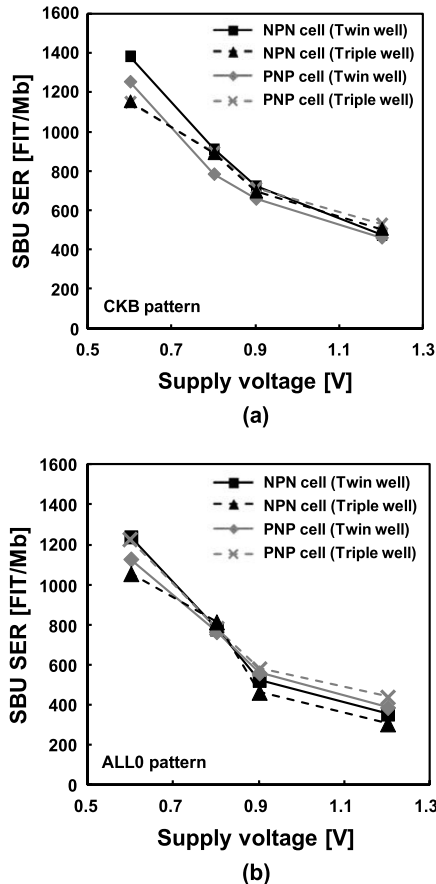 1600
1400
1200
1000
800
600
400
200
0
SBU SER [FIT/Mb]
NPN cell (Twin well)
NPN cell (Triple well)
PNP cell (Twin well)
PNP cell (Triple well)
CKB pattern
0.5 0.7 0.9 1.1 1.3
Supply voltage [V]
(a)
1600
1400
1200
1000
800
600
400
200
0
SBU SER [FIT/Mb]
NPN cell (Twin well)
NPN cell (Triple well)
PNP cell (Twin well)
PNP cell (Triple well)
ALL0 pattern
0.5 0.7 0.9 1.1 1.3
Supply voltage [V]
(b)